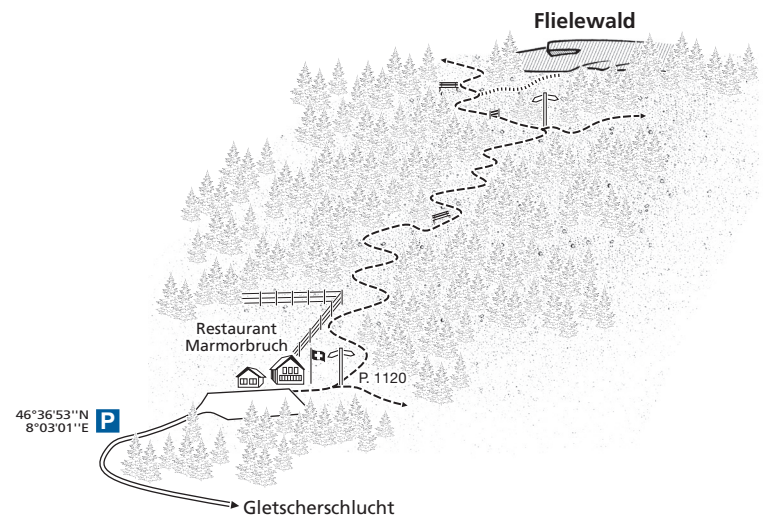 Flielewald
Restaurant
Marmorbruch
P. 1120
46°36'53''N
8°03'01''E
P
Gletscherschlucht